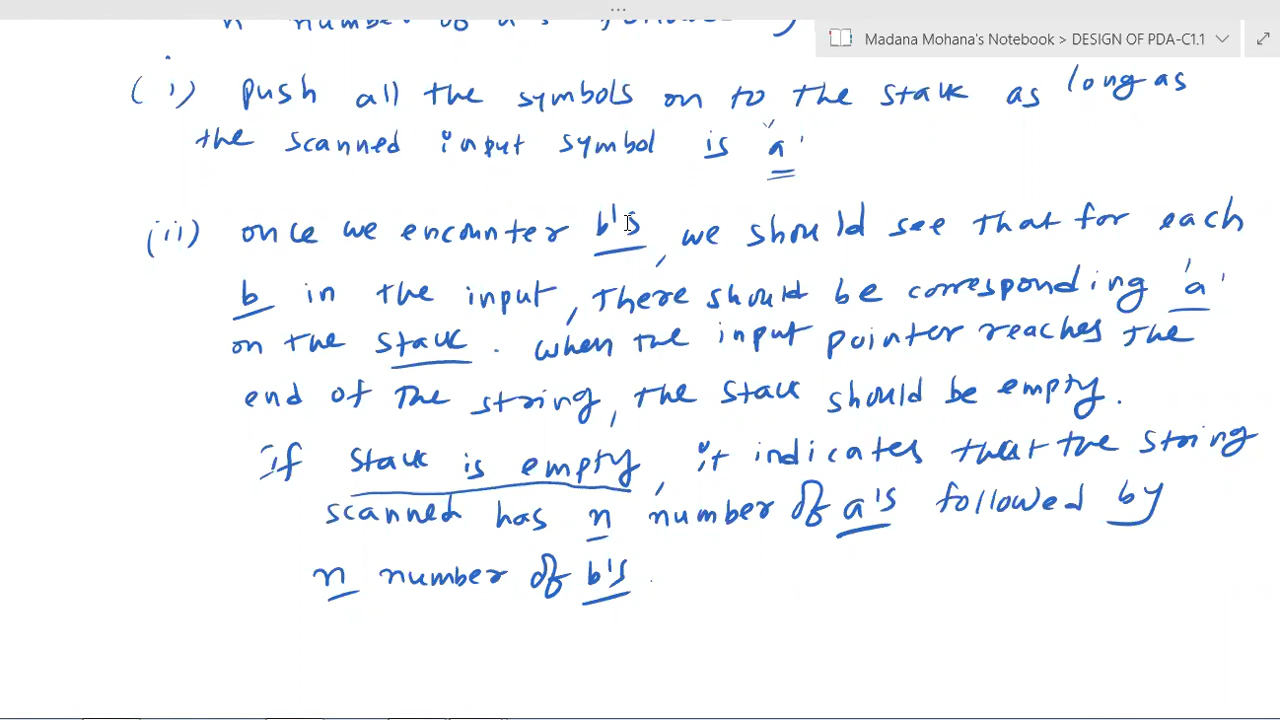 n number of a's followed by
Madana Mohana's Notebook > DESIGN OF PDA-C1.1
(i) push all the symbols on to the stack as long as
the scanned input symbol is 'a'
(ii) once we encounter b's, we should see that for each
b in the input, there should be corresponding 'a'
on the stack. when the input pointer reaches the
end of the string, the stack should be empty.
If stack is empty, it indicates that the string
scanned has n number of a's followed by
n number of b's.